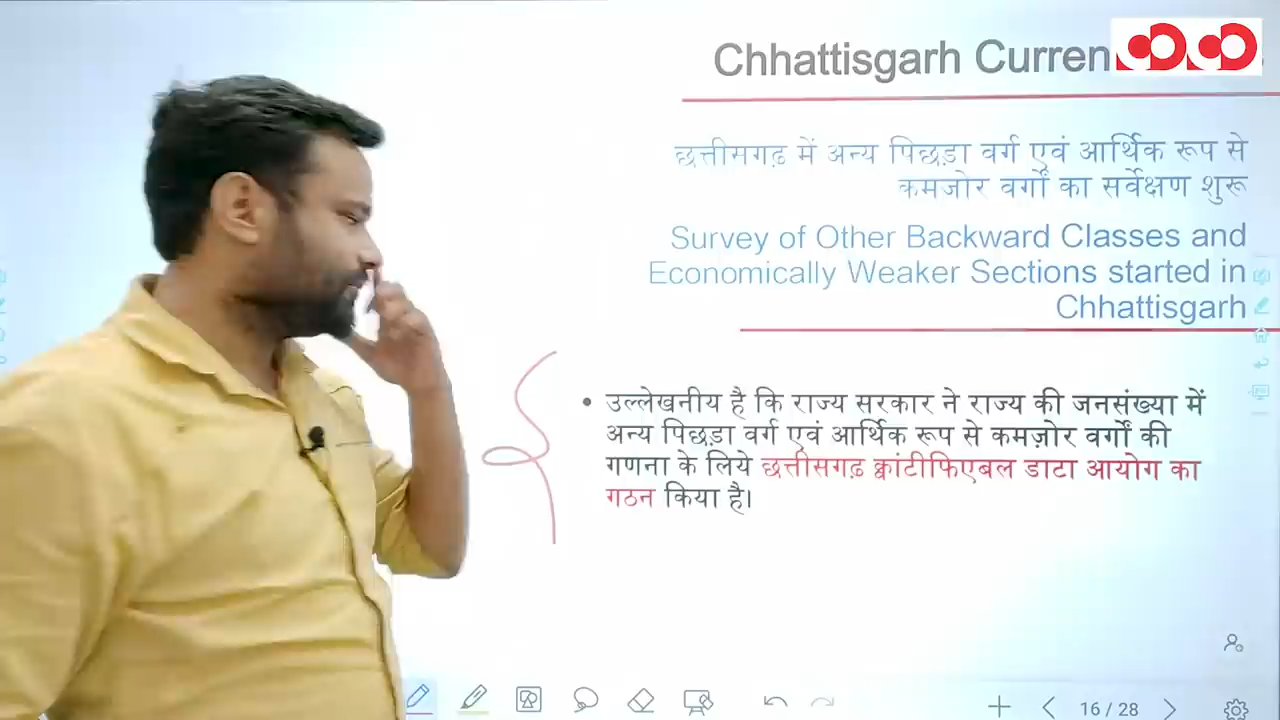 Chhattisgarh Curren
छत्तीसगढ़ में अन्य पिछड़ा वर्ग एवं आर्थिक रूप से
कमजोर वर्गों का सर्वेक्षण शुरू
Survey of Other Backward Classes and
Economically Weaker Sections started in
Chhattisgarh
• उल्लेखनीय है कि राज्य सरकार ने राज्य की जनसंख्या में
अन्य पिछड़ा वर्ग एवं आर्थिक रूप से कमज़ोर वर्गों की
गणना के लिये छत्तीसगढ़ क्वांटीफिएबल डाटा आयोग का
गठन किया है।
16 / 28